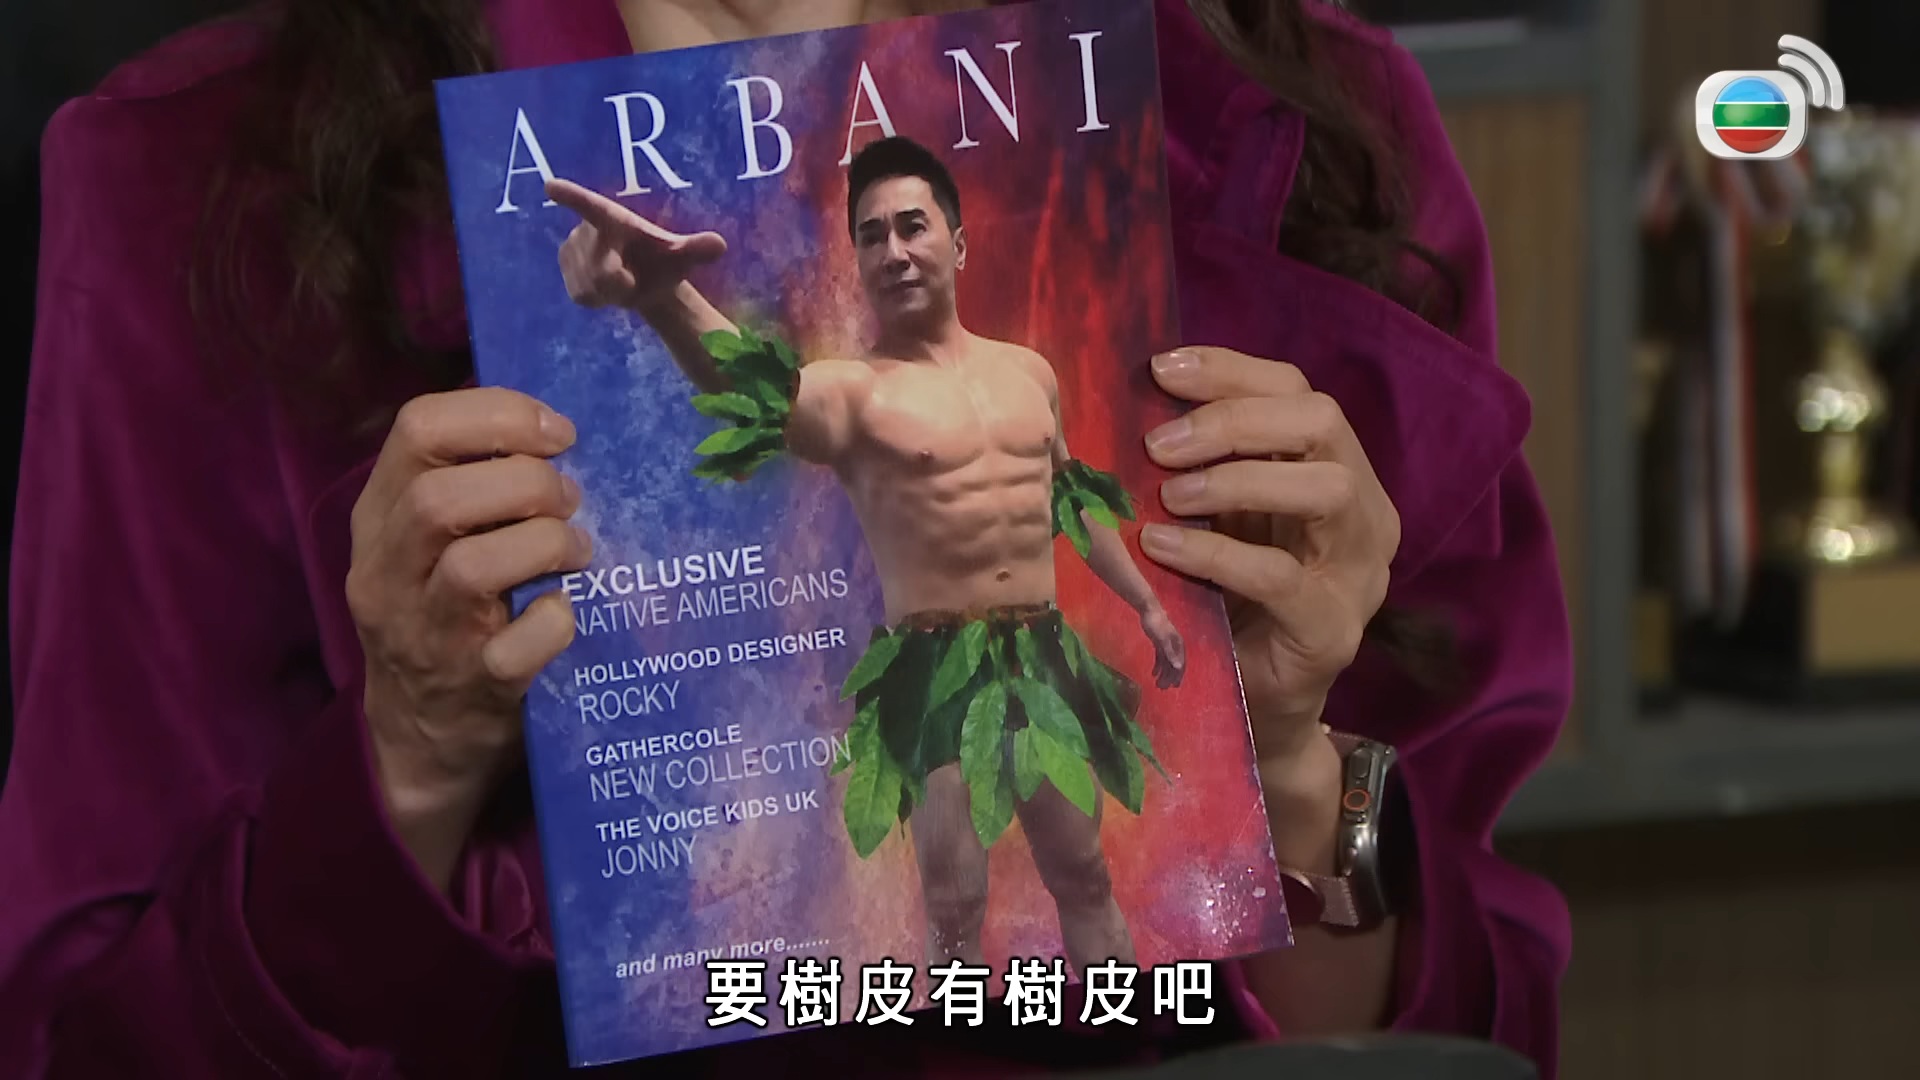 ARBANI
EXCLUSIVE
NATIVE AMERICANS
HOLLYWOOD DESIGNER
ROCKY
GATHERCOLE
NEW COLLECTION
THE VOICE KIDS UK
JONNY
and many more.......
要樹皮有樹皮吧